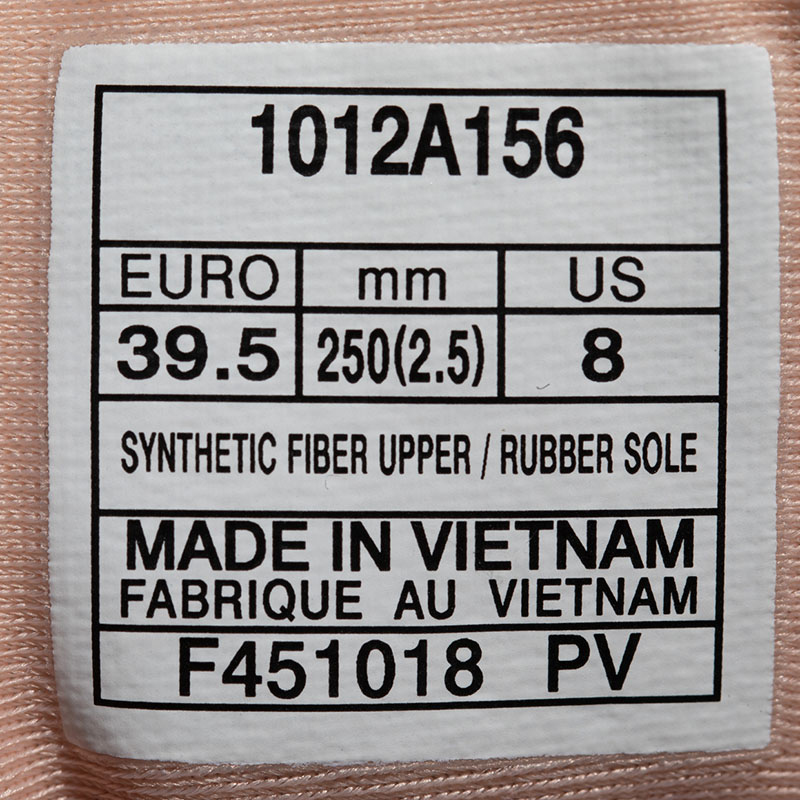 1012A156
EURO mm US
39.5 250(2.5) 8
SYNTHETIC FIBER UPPER / RUBBER SOLE
MADE IN VIETNAM
FABRIQUE AU VIETNAM
F451018 PV